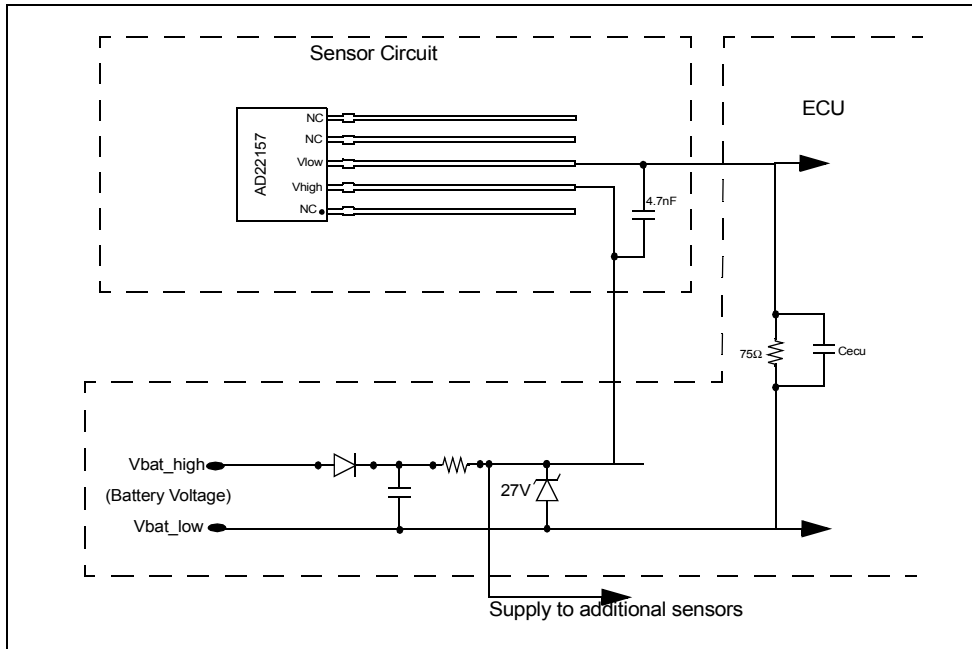 Sensor Circuit
ECU
AD22157
NC
NC
Vlow
Vhigh
NC
4.7nF
75Ω
Cecu
Vbat_high
(Battery Voltage)
27V
Vbat_low
Supply to additional sensors